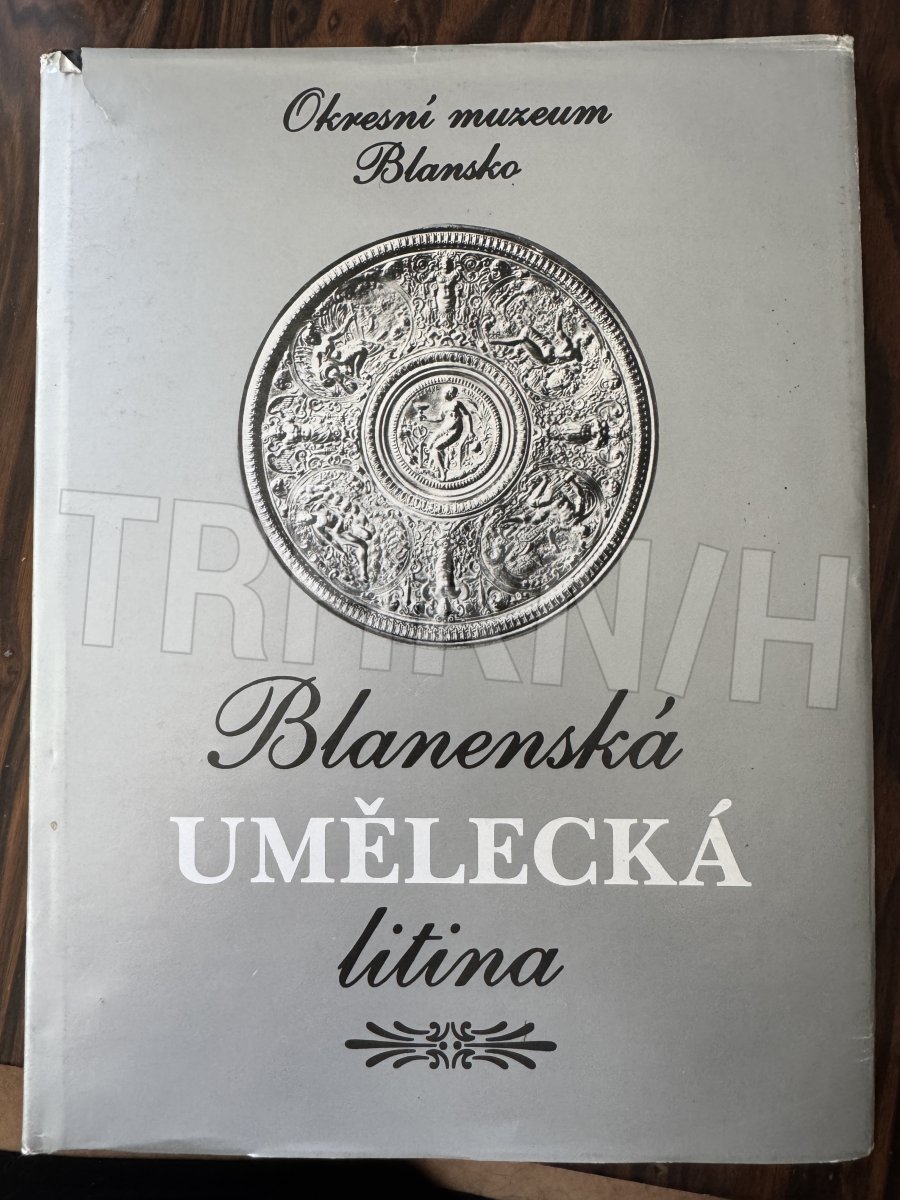 Okresní muzeum
Blansko
Blanenská
UMĚLECKÁ
litina